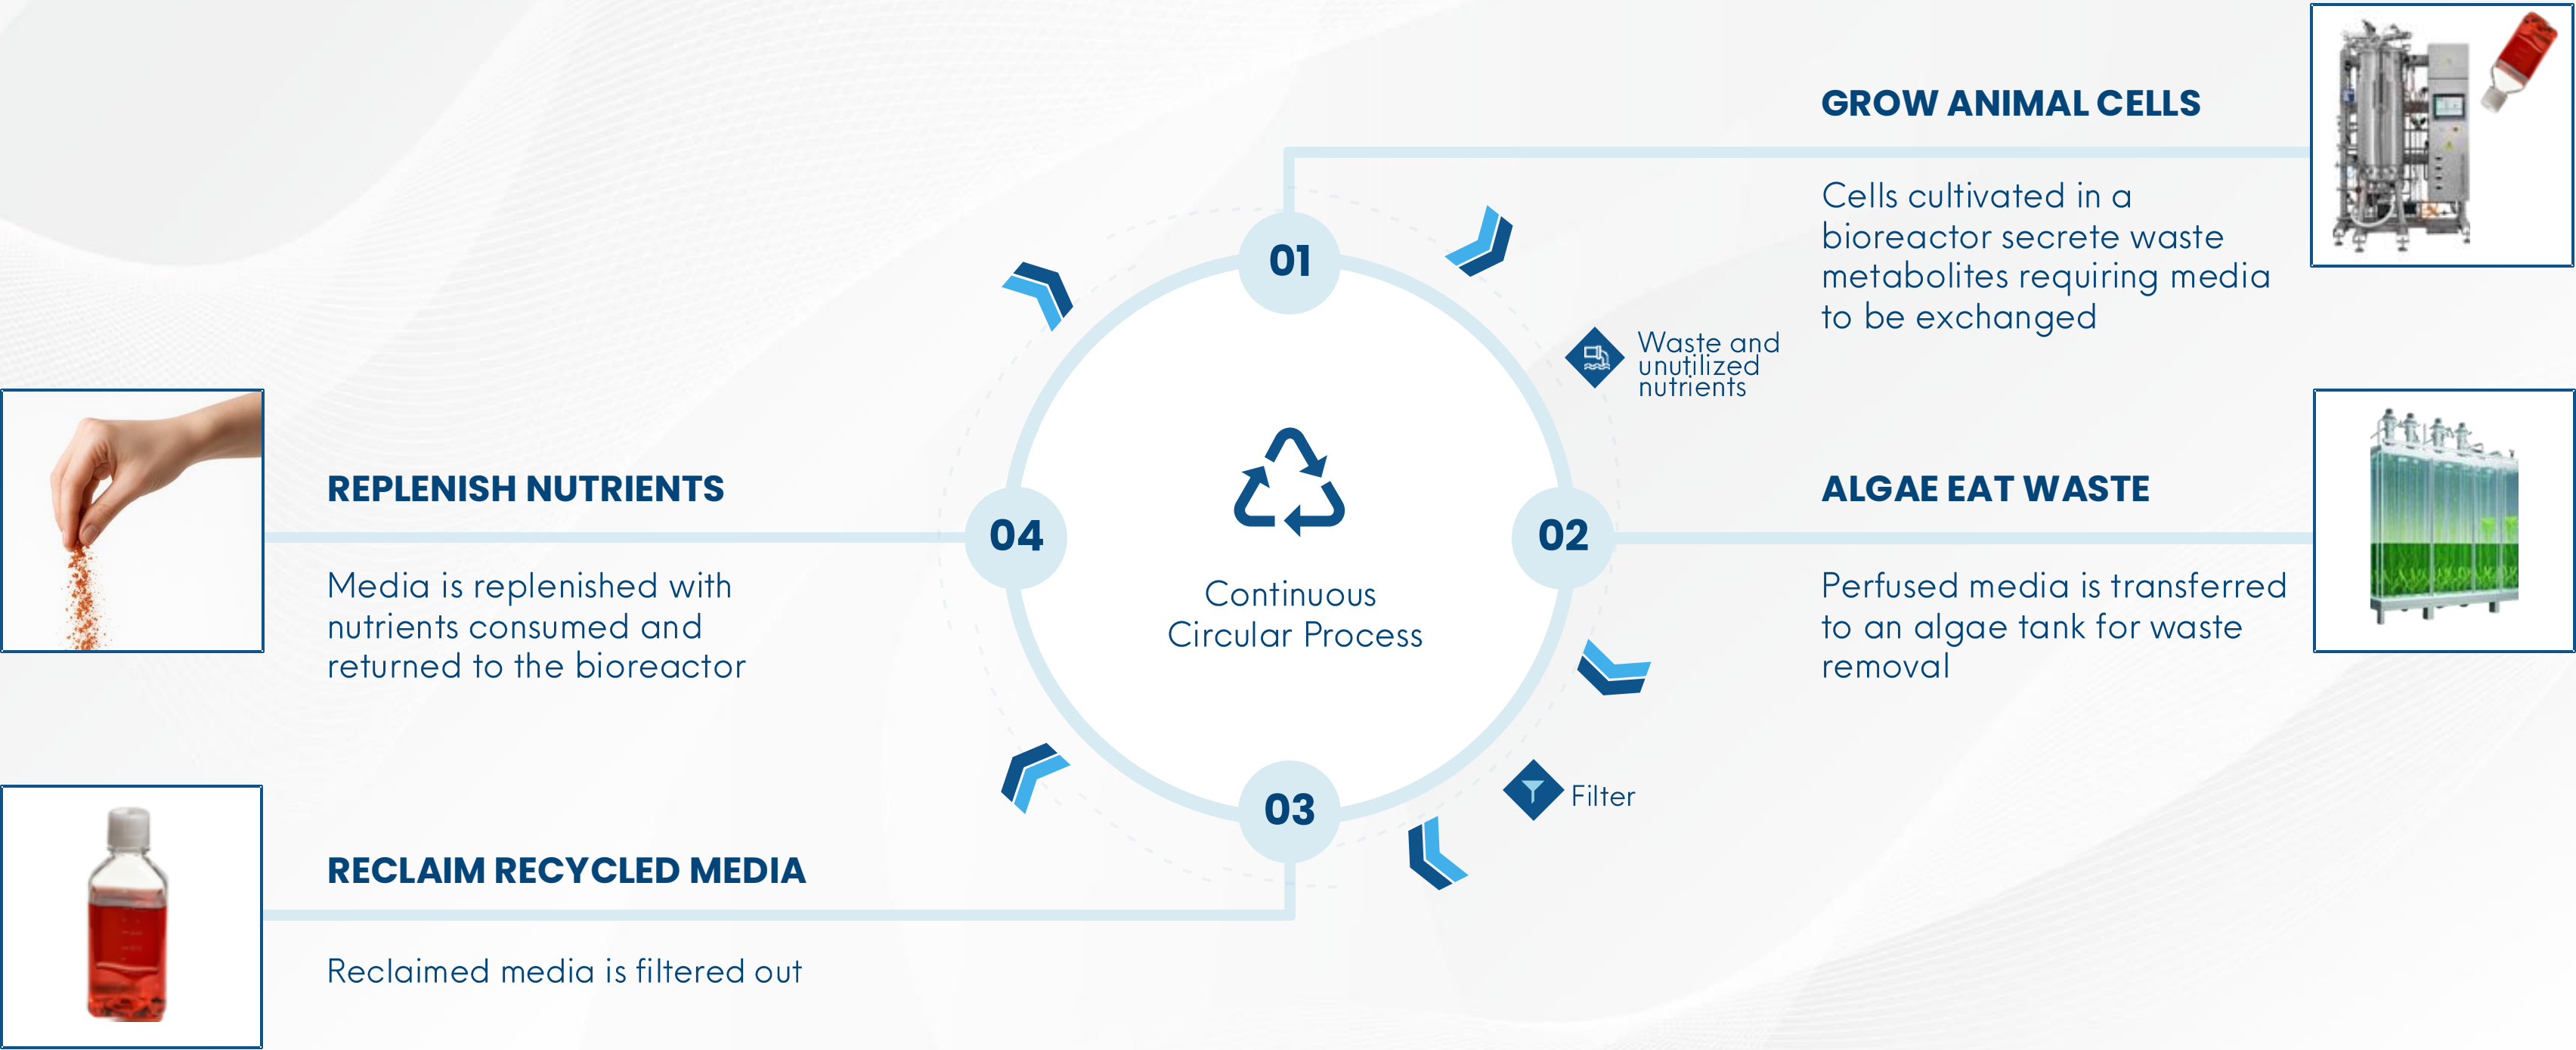 GROW ANIMAL CELLS
Cells cultivated in a
bioreactor secrete waste
metabolites requiring media
to be exchanged
01
Waste and
unutilized
nutrients
ALGAE EAT WASTE
02
Perfused media is transferred
to an algae tank for waste
removal
Continuous
Circular Process
REPLENISH NUTRIENTS
04
Media is replenished with
nutrients consumed and
returned to the bioreactor
Filter
03
RECLAIM RECYCLED MEDIA
Reclaimed media is filtered out